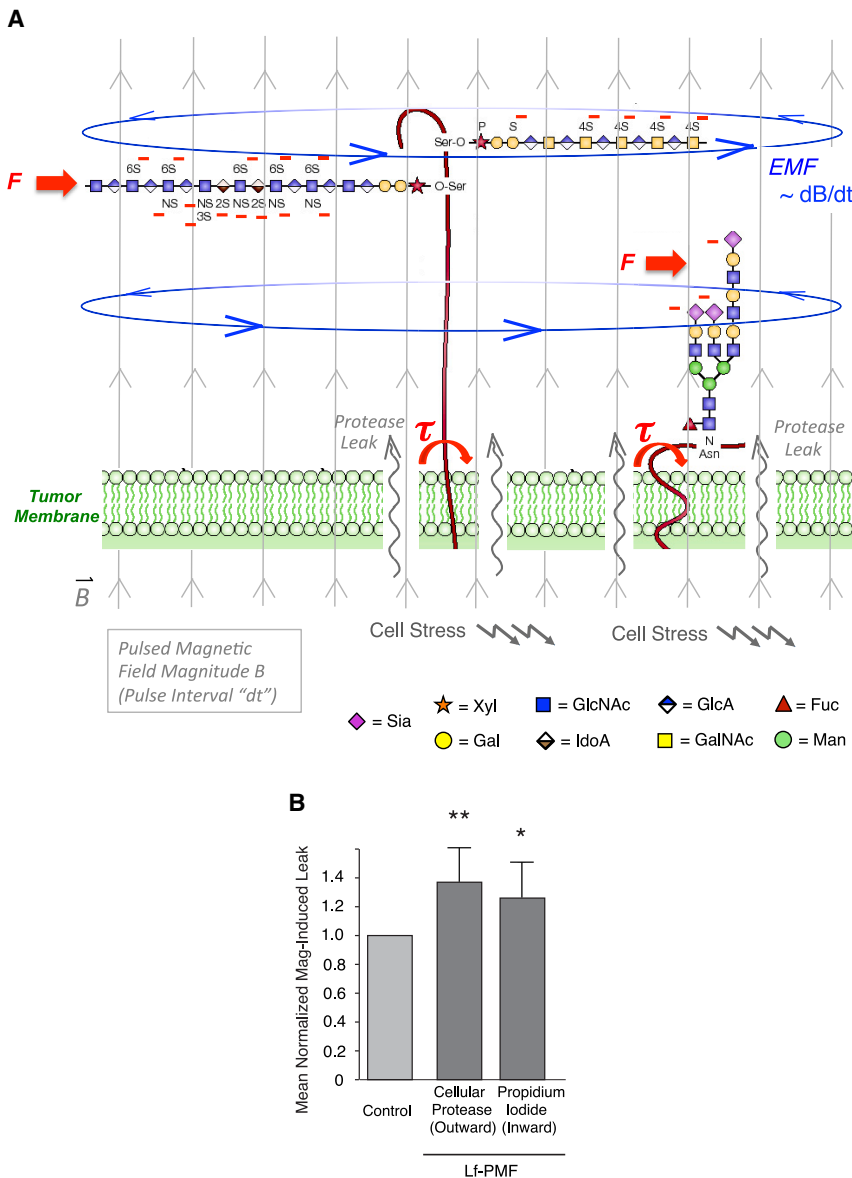 A
Ser-O
P
S
4S
4S
4S
4S
F
6S
6S
6S
6S
6S
O-Ser
NS
NS
2S
NS
2S
NS
NS
3S
EMF
~ dB/dt
F
Protease
Leak
τ
N
Asn
τ
Protease
Leak
Tumor
Membrane
B
Cell Stress
Cell Stress
Pulsed Magnetic
Field Magnitude B
(Pulse Interval “dt”)
= Sia
= Xyl
= GlcNAc
= GlcA
= Fuc
= Gal
= IdoA
= GalNAc
= Man
B
Mean Normalized Mag-Induced Leak
**
*
1.4
1.2
1.0
0.8
0.6
0.4
0.2
0
Control
Cellular
Protease
(Outward)
Propidium
Iodide
(Inward)
Lf-PMF